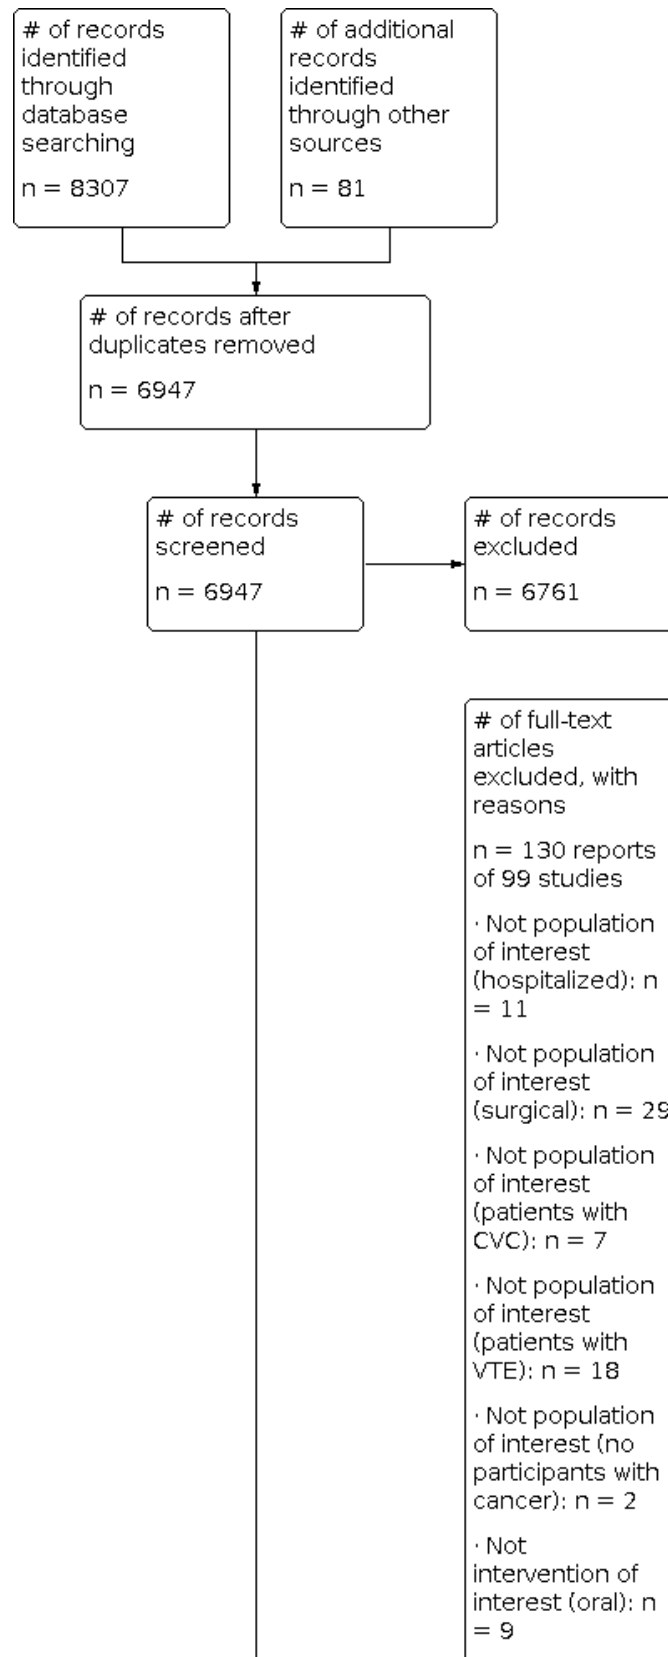 # of records
identified
through
database
searching
n = 8307
# of additional
records
identified
through other
sources
n = 81
# of records after
duplicates removed
n = 6947
# of records
screened
n = 6947
# of records
excluded
n = 6761
# of full-text
articles
excluded, with
reasons
n = 130 reports
of 99 studies
· Not population
of interest
(hospitalized): n
= 11
· Not population
of interest
(surgical): n = 29
· Not population
of interest
(patients with
CVC): n = 7
· Not population
of interest
(patients with
VTE): n = 18
· Not population
of interest (no
participants with
cancer): n = 2
· Not
intervention of
interest (oral): n
= 9